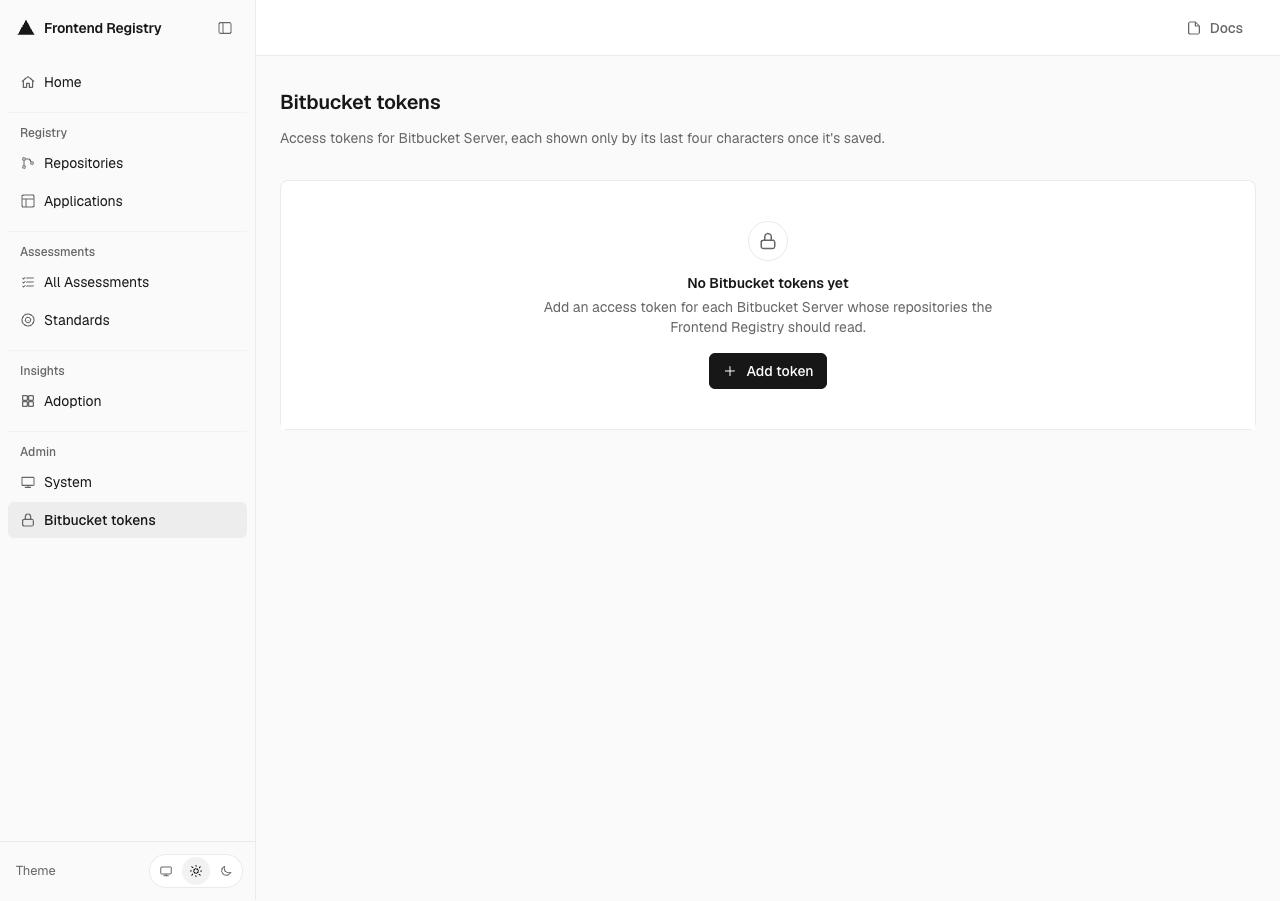 Frontend Registry
Docs
Home
Registry
Repositories
Applications
Assessments
All Assessments
Standards
Insights
Adoption
Admin
System
Bitbucket tokens
Theme
Bitbucket tokens
Access tokens for Bitbucket Server, each shown only by its last four characters once it's saved.
No Bitbucket tokens yet
Add an access token for each Bitbucket Server whose repositories the
Frontend Registry should read.
Add token